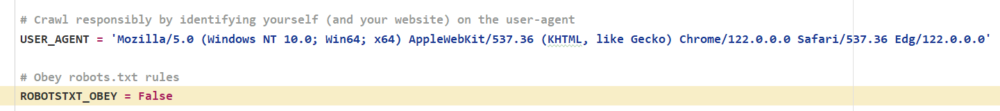 # Crawl responsibly by identifying yourself (and your website) on the user-agent
USER_AGENT = 'Mozilla/5.0 (Windows NT 10.0; Win64; x64) AppleWebKit/537.36 (KHTML, like Gecko) Chrome/122.0.0.0 Safari/537.36 Edg/122.0.0.0'
# Obey robots.txt rules
ROBOTSTXT_OBEY = False